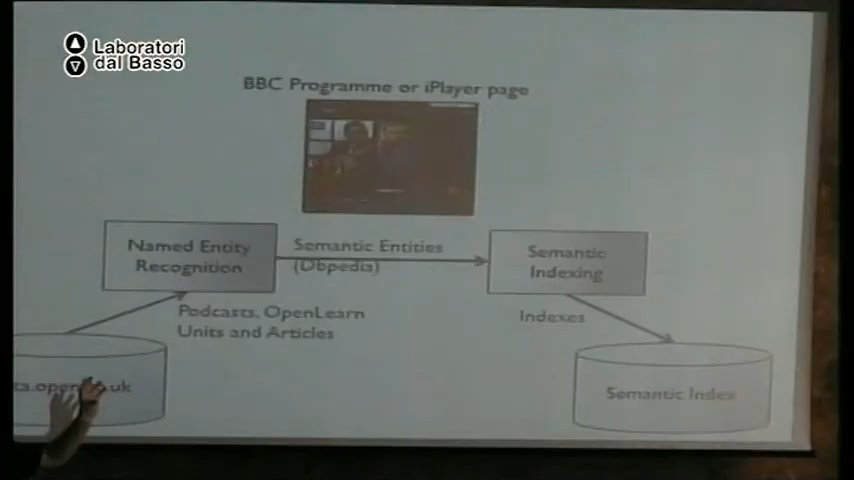 Laboratori
dal Basso
BBC Programme or iPlayer page
Named Entity
Recognition
Semantic Entities
(Dbpedia)
Semantic
Indexing
Podcasts, OpenLearn
Units and Articles
Indexes
Semantic Index